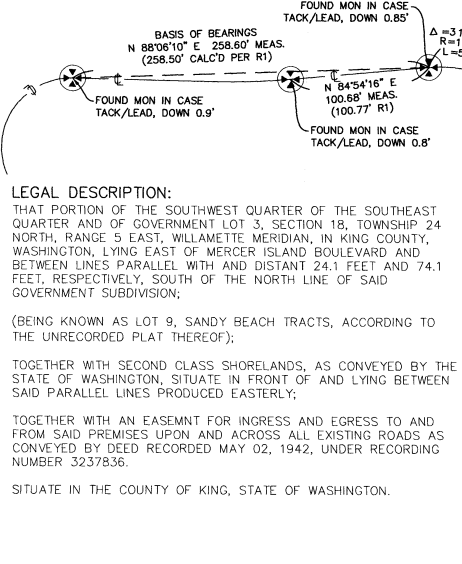 FOUND MON IN CASE
TACK/LEAD, DOWN 0.85'
BASIS OF BEARINGS
N 88°06'10" E 258.60' MEAS.
(258.50' CALC'D PER R1)
Δ =31
R=1
L=5
N 84°54'16" E
100.68' MEAS.
(100.77' R1)
FOUND MON IN CASE
TACK/LEAD, DOWN 0.9'
FOUND MON IN CASE
TACK/LEAD, DOWN 0.8'
LEGAL DESCRIPTION:
THAT PORTION OF THE SOUTHWEST QUARTER OF THE SOUTHEAST
QUARTER AND OF GOVERNMENT LOT 3, SECTION 18, TOWNSHIP 24
NORTH, RANGE 5 EAST, WILLAMETTE MERIDIAN, IN KING COUNTY,
WASHINGTON, LYING EAST OF MERCER ISLAND BOULEVARD AND
BETWEEN LINES PARALLEL WITH AND DISTANT 24.1 FEET AND 74.1
FEET, RESPECTIVELY, SOUTH OF THE NORTH LINE OF SAID
GOVERNMENT SUBDIVISION;
(BEING KNOWN AS LOT 9, SANDY BEACH TRACTS, ACCORDING TO
THE UNRECORDED PLAT THEREOF);
TOGETHER WITH SECOND CLASS SHORELANDS, AS CONVEYED BY THE
STATE OF WASHINGTON, SITUATE IN FRONT OF AND LYING BETWEEN
SAID PARALLEL LINES PRODUCED EASTERLY;
TOGETHER WITH AN EASEMNT FOR INGRESS AND EGRESS TO AND
FROM SAID PREMISES UPON AND ACROSS ALL EXISTING ROADS AS
CONVEYED BY DEED RECORDED MAY 02, 1942, UNDER RECORDING
NUMBER 3237836.
SITUATE IN THE COUNTY OF KING, STATE OF WASHINGTON.